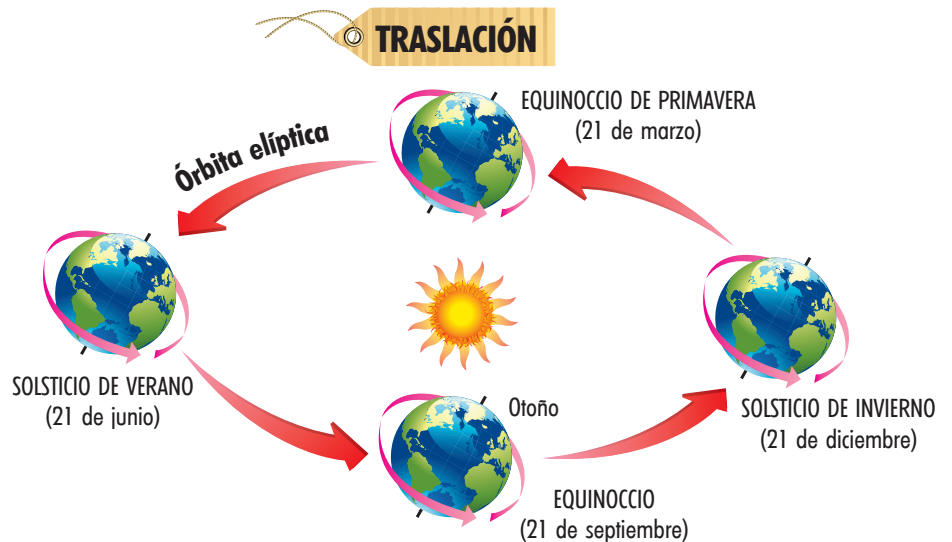 TRASLACIÓN
EQUINOCCIO DE PRIMAVERA
(21 de marzo)
Órbita elíptica
SOLSTICIO DE VERANO
(21 de junio)
Otoño
EQUINOCCIO
(21 de septiembre)
SOLSTICIO DE INVIERNO
(21 de diciembre)